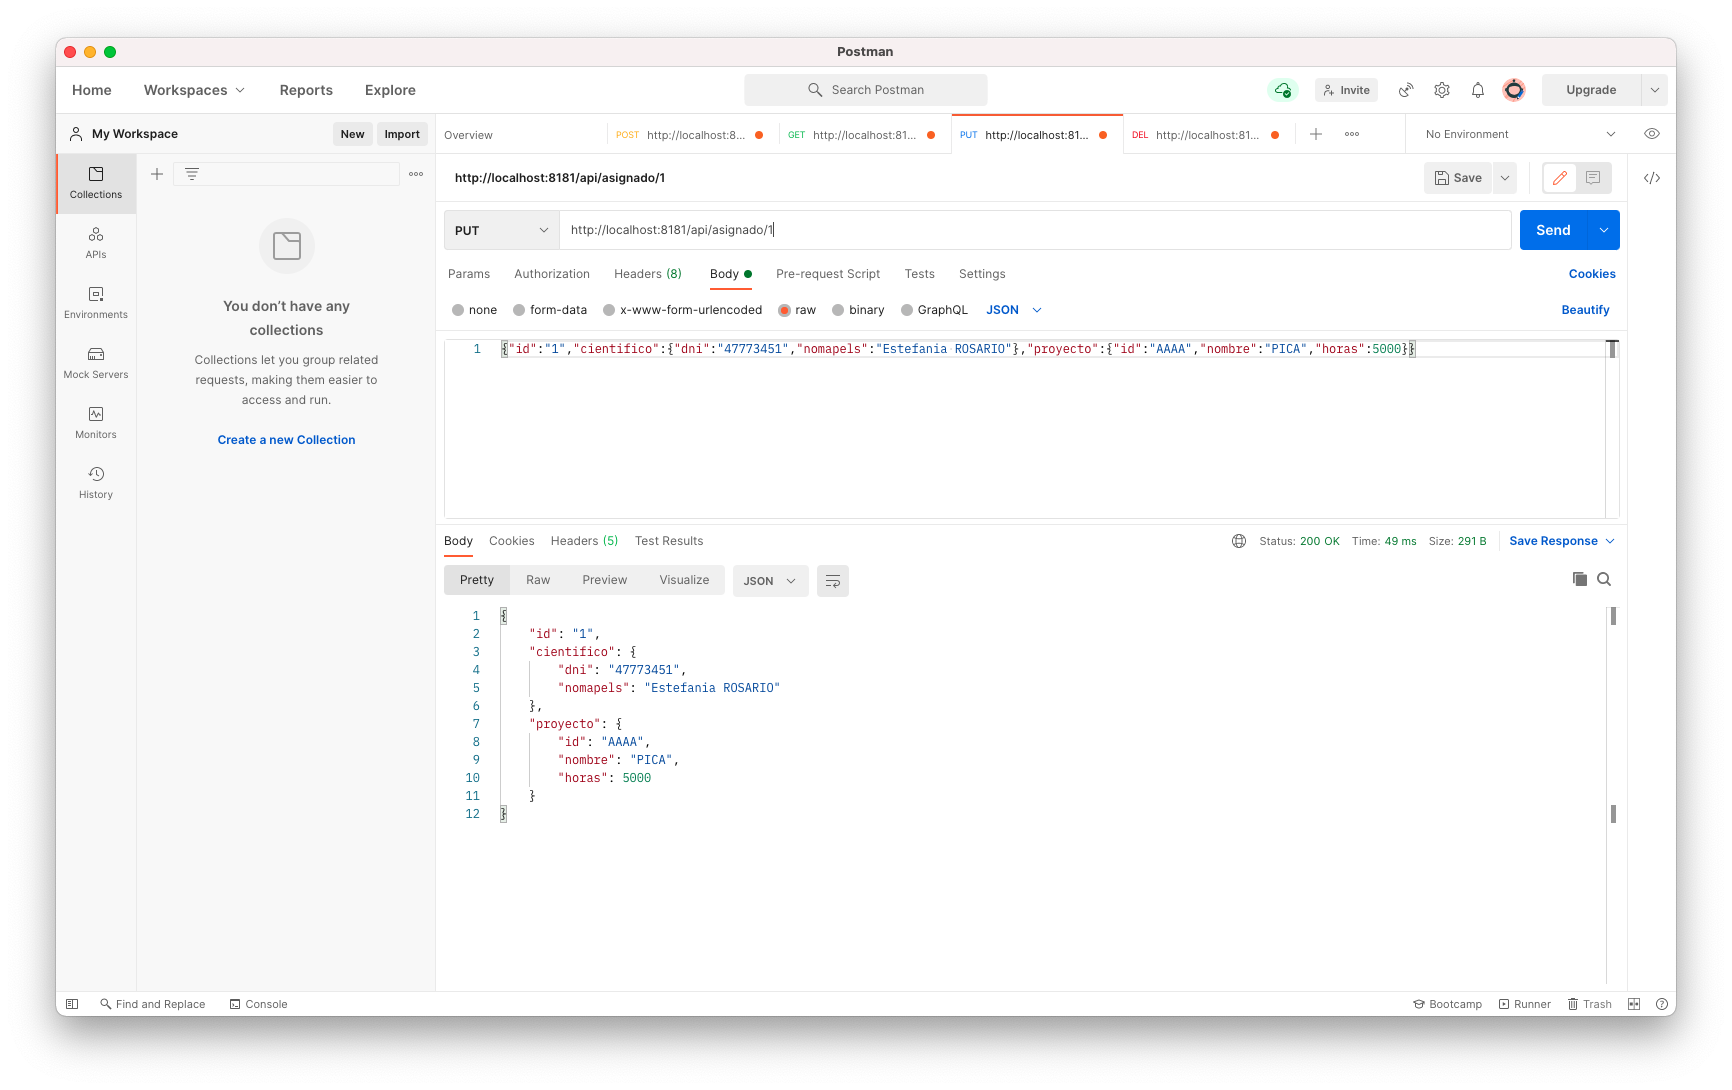 Postman
Home Workspaces Reports Explore Search Postman Invite Upgrade
My Workspace New Import Overview POST http://localhost:8... GET http://localhost:81... PUT http://localhost:81... DEL http://localhost:81... No Environment
Collections
APIs
Environments
Mock Servers
Monitors
History
You don't have any
collections
Collections let you group related
requests, making them easier to
access and run.
Create a new Collection
http://localhost:8181/api/asignado/1 Save
PUT http://localhost:8181/api/asignado/1 Send
Params Authorization Headers (8) Body Pre-request Script Tests Settings Cookies
none form-data x-www-form-urlencoded raw binary GraphQL JSON Beautify
1 {"id":"1","cientifico":{"dni":"47773451","nomapels":"Estefania ROSARIO"},"proyecto":{"id":"AAAA","nombre":"PICA","horas":5000}}
Body Cookies Headers (5) Test Results Status: 200 OK Time: 49 ms Size: 291 B Save Response
Pretty Raw Preview Visualize JSON
1 {
2 "id": "1",
3 "cientifico": {
4 "dni": "47773451",
5 "nomapels": "Estefania ROSARIO"
6 },
7 "proyecto": {
8 "id": "AAAA",
9 "nombre": "PICA",
10 "horas": 5000
11 }
12 }
Find and Replace Console Bootcamp Runner Trash